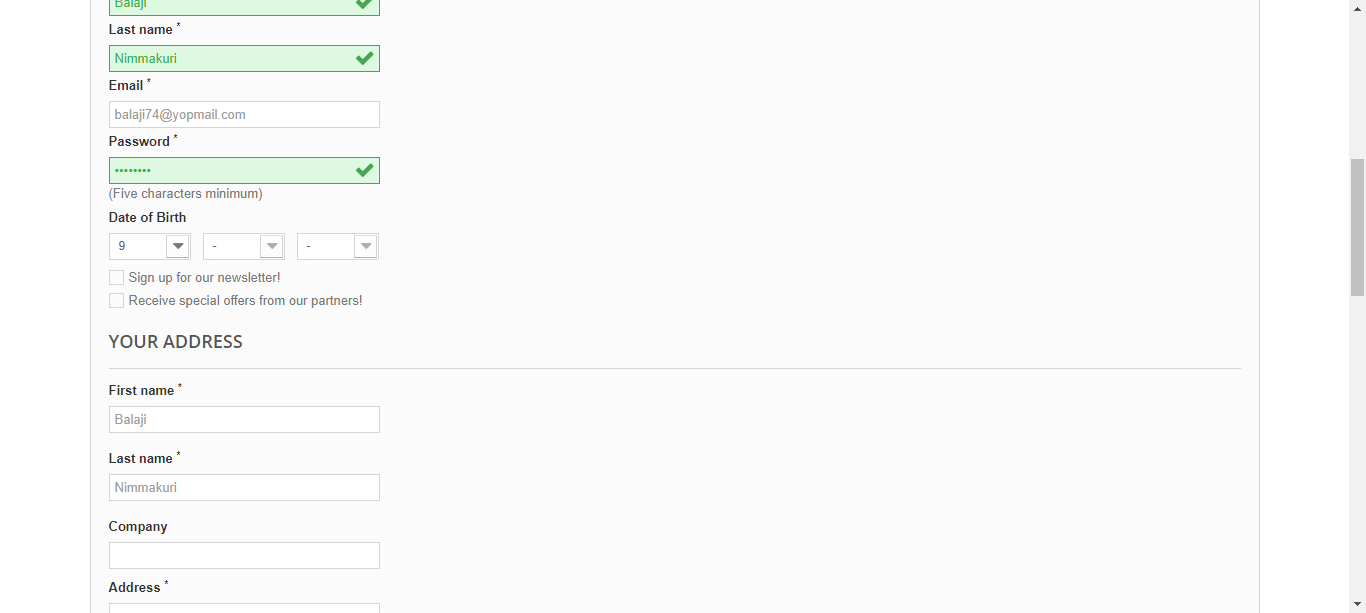 Balaji
Last name *
Nimmakuri
Email *
balaji74@yopmail.com
Password *
••••••••
(Five characters minimum)
Date of Birth
9 - -
Sign up for our newsletter!
Receive special offers from our partners!
YOUR ADDRESS
First name *
Balaji
Last name *
Nimmakuri
Company
Address *